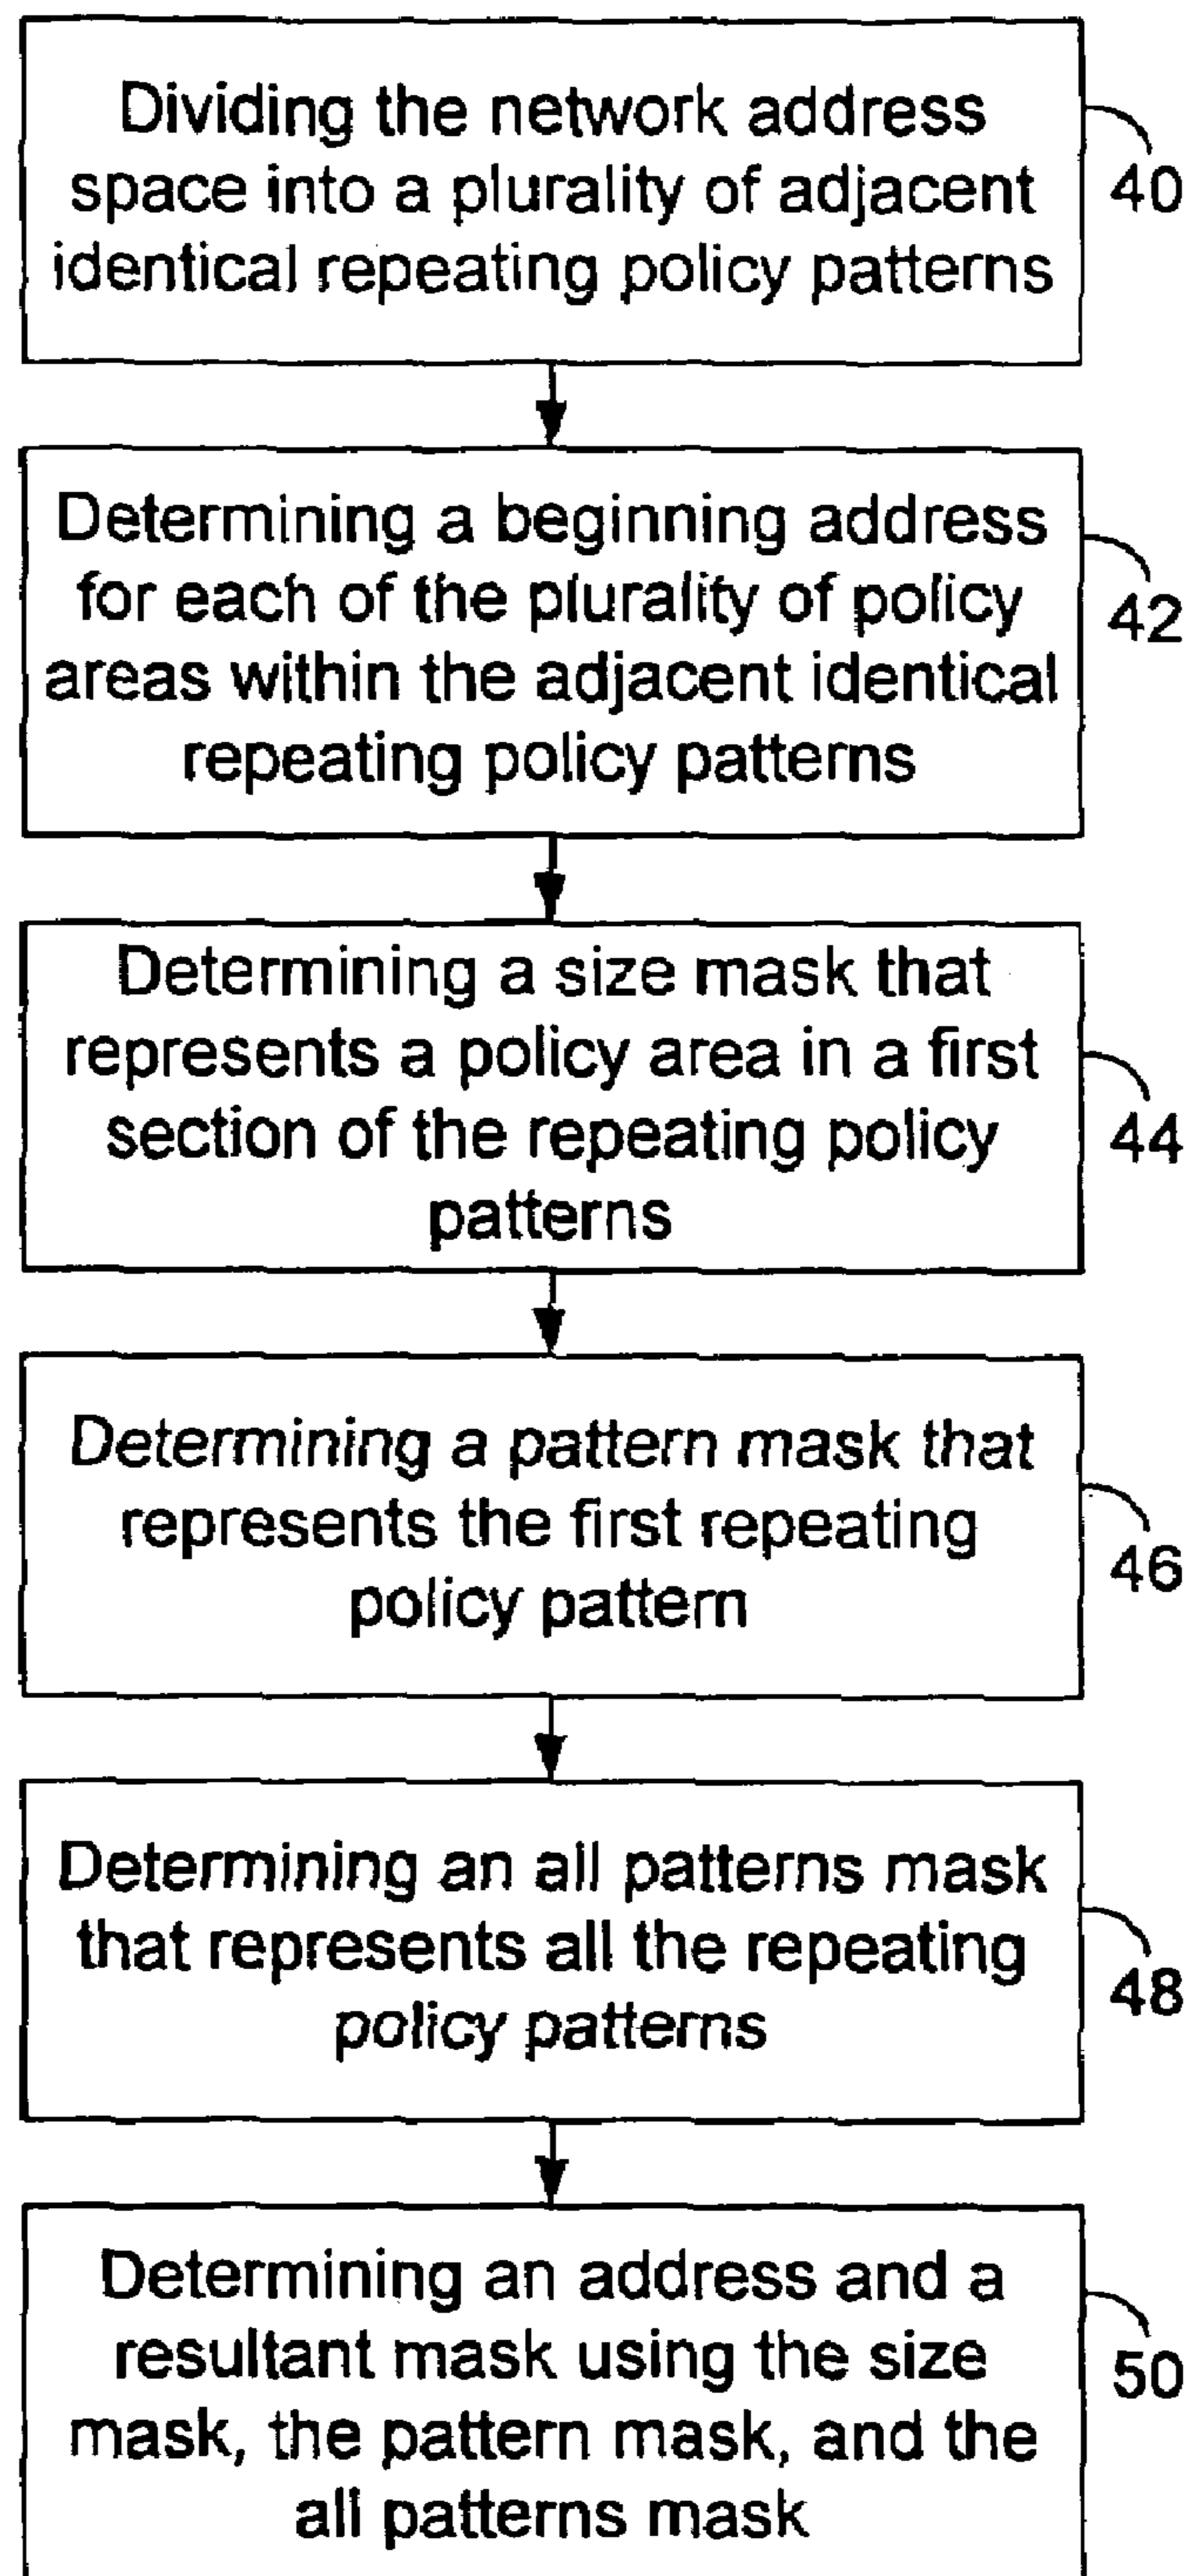 Dividing the network address
space into a plurality of adjacent
identical repeating policy patterns
40
Determining a beginning address
for each of the plurality of policy
areas within the adjacent identical
repeating policy patterns
42
Determining a size mask that
represents a policy area in a first
section of the repeating policy
patterns
44
Determining a pattern mask that
represents the first repeating
policy pattern
46
Determining an all patterns mask
that represents all the repeating
policy patterns
48
Determining an address and a
resultant mask using the size
mask, the pattern mask, and the
all patterns mask
50